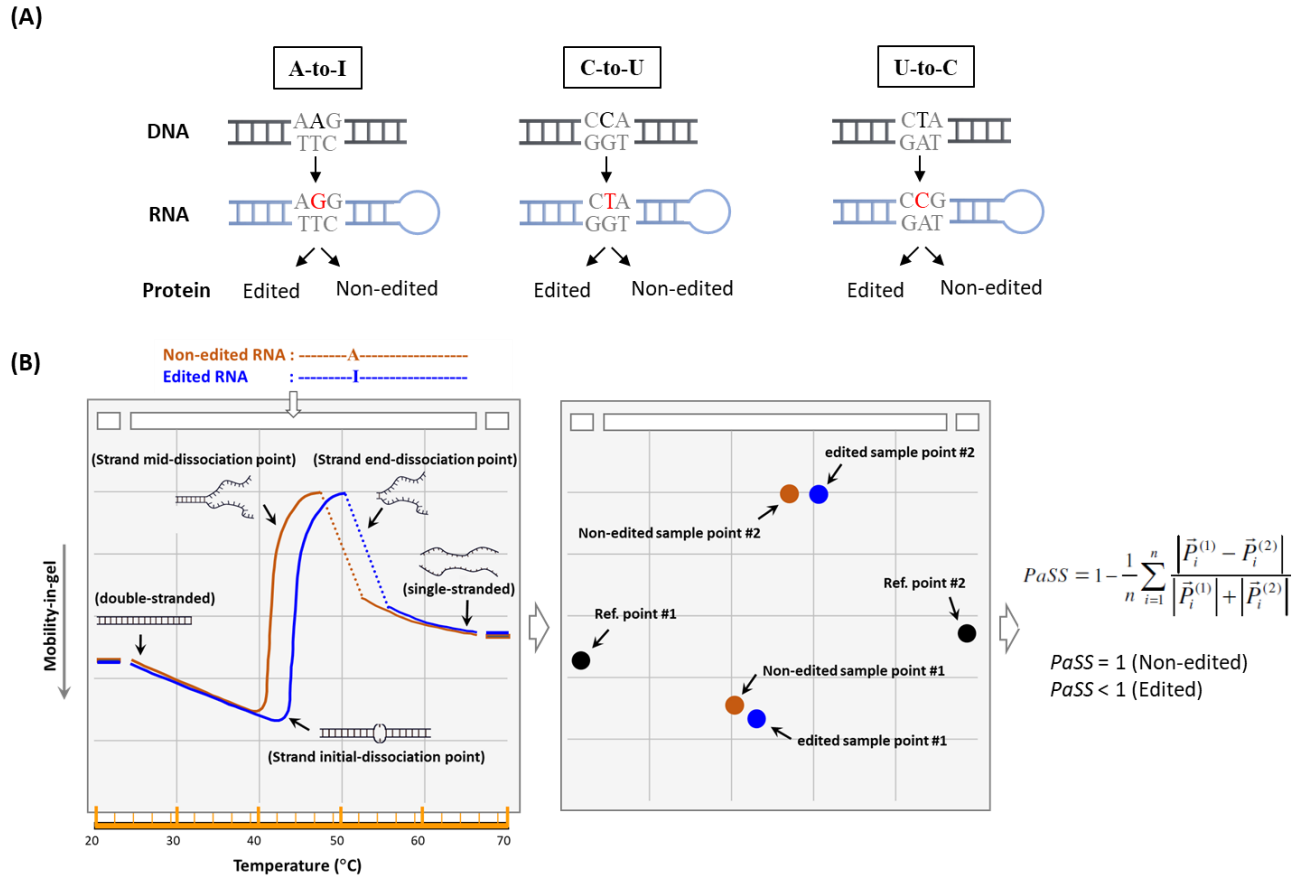 (A)
A-to-I
C-to-U
U-to-C
DNA
AAG
TTC
CCA
GGT
CTA
GAT
RNA
AGG
TTC
CTA
GGT
CCG
GAT
Protein
Edited
Non-edited
Edited
Non-edited
Edited
Non-edited
(B)
Non-edited RNA : ---------A------------------
Edited RNA : ---------I------------------
(Strand mid-dissociation point)
(Strand end-dissociation point)
(double-stranded)
(single-stranded)
(Strand initial-dissociation point)
Mobility-in-gel
20 30 40 50 60 70
Temperature (°C)
edited sample point #2
Non-edited sample point #2
Ref. point #2
Ref. point #1
Non-edited sample point #1
edited sample point #1
PaSS = 1 − 1/n ∑_{i=1}^{n} |P⃗_i^(1) − P⃗_i^(2)| / (|P⃗_i^(1)| + |P⃗_i^(2)|)
PaSS = 1 (Non-edited)
PaSS < 1 (Edited)